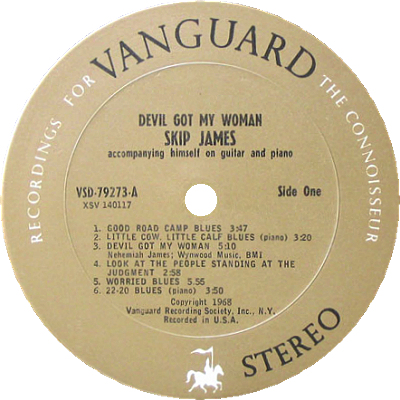 RECORDINGS FOR VANGUARD THE CONNOISSEUR
DEVIL GOT MY WOMAN
SKIP JAMES
accompanying himself on guitar and piano
VSD-79273-A
Side One
XSV 140117
1. GOOD ROAD CAMP BLUES 3:47
2. LITTLE COW, LITTLE CALF BLUES (piano) 3:20
3. DEVIL GOT MY WOMAN 5:10
Nehemiah James; Wynwood Music, BMI
4. LOOK AT THE PEOPLE STANDING AT THE
JUDGMENT 2:58
5. WORRIED BLUES 5:55
6. 22-20 BLUES (piano) 3:50
Copyright 1968
Vanguard Recording Society, Inc., N.Y.
Recorded in U.S.A.
STEREO